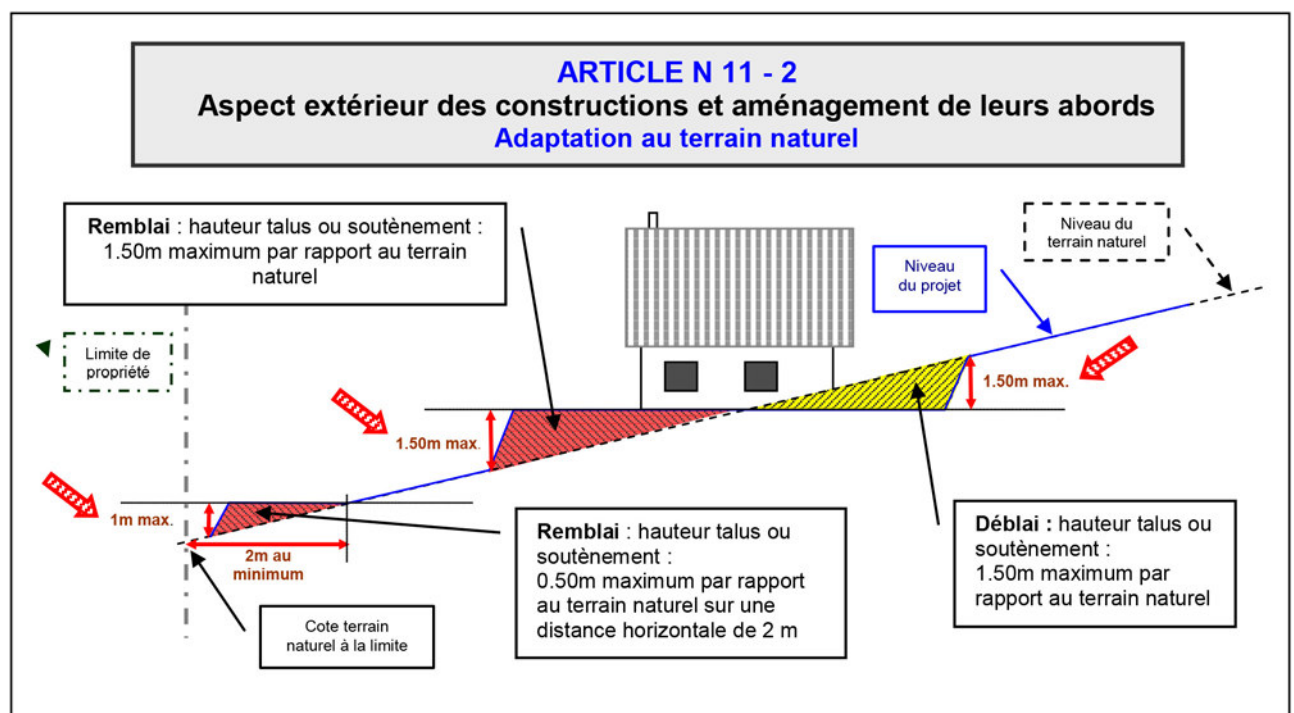 ARTICLE N 11 - 2
Aspect extérieur des constructions et aménagement de leurs abords
Adaptation au terrain naturel
Remblai : hauteur talus ou soutènement :
1.50m maximum par rapport au terrain
naturel
Niveau du
terrain naturel
Niveau
du projet
Limite de
propriété
1.50m max.
1.50m max.
1m max.
2m au
minimum
Remblai : hauteur talus ou
soutènement :
0.50m maximum par rapport
au terrain naturel sur une
distance horizontale de 2 m
Déblai : hauteur talus ou
soutènement :
1.50m maximum par
rapport au terrain naturel
Cote terrain
naturel à la limite